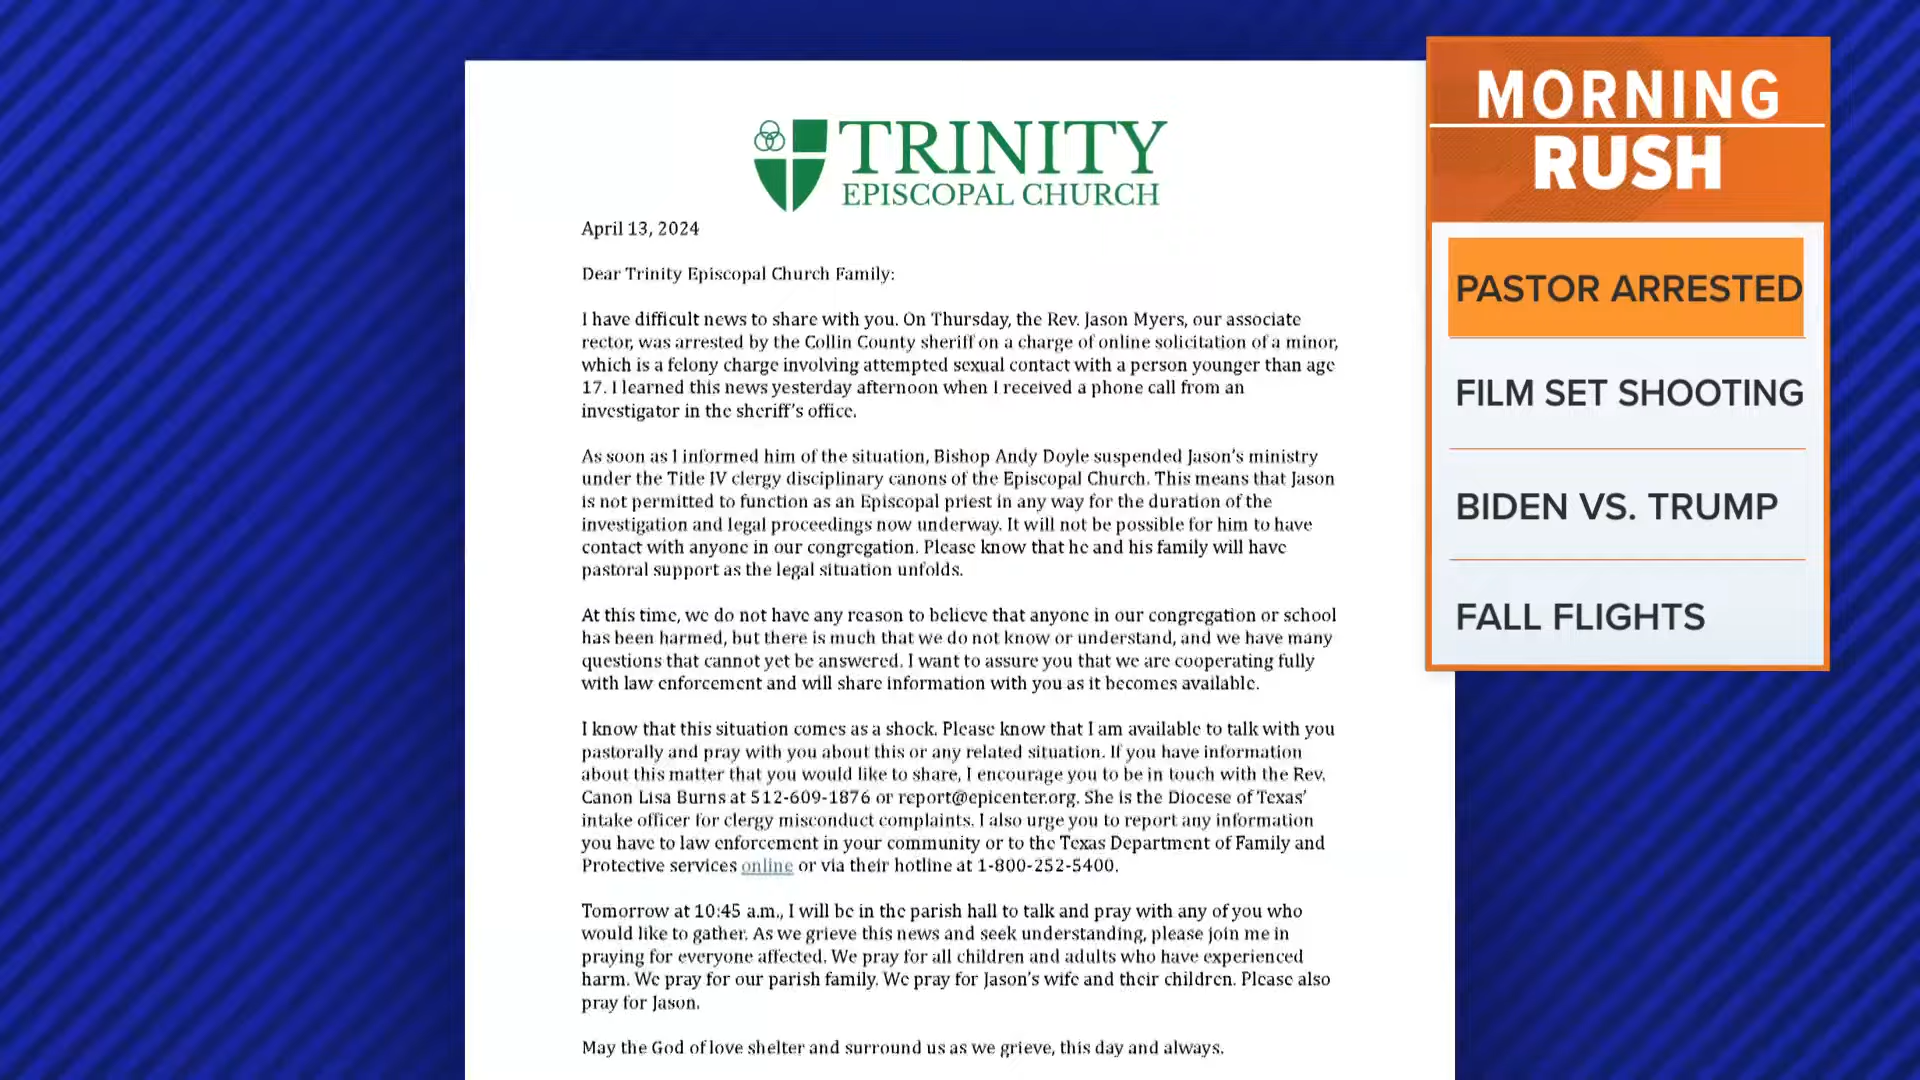 TRINITY
EPISCOPAL CHURCH
April 13, 2024
Dear Trinity Episcopal Church Family:
I have difficult news to share with you. On Thursday, the Rev. Jason Myers, our associate
rector, was arrested by the Collin County sheriff on a charge of online solicitation of a minor,
which is a felony charge involving attempted sexual contact with a person younger than age
17. I learned this news yesterday afternoon when I received a phone call from an
investigator in the sheriff's office.
As soon as I informed him of the situation, Bishop Andy Doyle suspended Jason's ministry
under the Title IV clergy disciplinary canons of the Episcopal Church. This means that Jason
is not permitted to function as an Episcopal priest in any way for the duration of the
investigation and legal proceedings now underway. It will not be possible for him to have
contact with anyone in our congregation. Please know that he and his family will have
pastoral support as the legal situation unfolds.
At this time, we do not have any reason to believe that anyone in our congregation or school
has been harmed, but there is much that we do not know or understand, and we have many
questions that cannot yet be answered. I want to assure you that we are cooperating fully
with law enforcement and will share information with you as it becomes available.
I know that this situation comes as a shock. Please know that I am available to talk with you
pastorally and pray with you about this or any related situation. If you have information
about this matter that you would like to share, I encourage you to be in touch with the Rev.
Canon Lisa Burns at 512-609-1876 or report@epicenter.org. She is the Diocese of Texas'
intake officer for clergy misconduct complaints. I also urge you to report any information
you have to law enforcement in your community or to the Texas Department of Family and
Protective services online or via their hotline at 1-800-252-5400.
Tomorrow at 10:45 a.m., I will be in the parish hall to talk and pray with any of you who
would like to gather. As we grieve this news and seek understanding, please join me in
praying for everyone affected. We pray for all children and adults who have experienced
harm. We pray for our parish family. We pray for Jason's wife and their children. Please also
pray for Jason.
May the God of love shelter and surround us as we grieve, this day and always.
MORNING
RUSH
PASTOR ARRESTED
FILM SET SHOOTING
BIDEN VS. TRUMP
FALL FLIGHTS